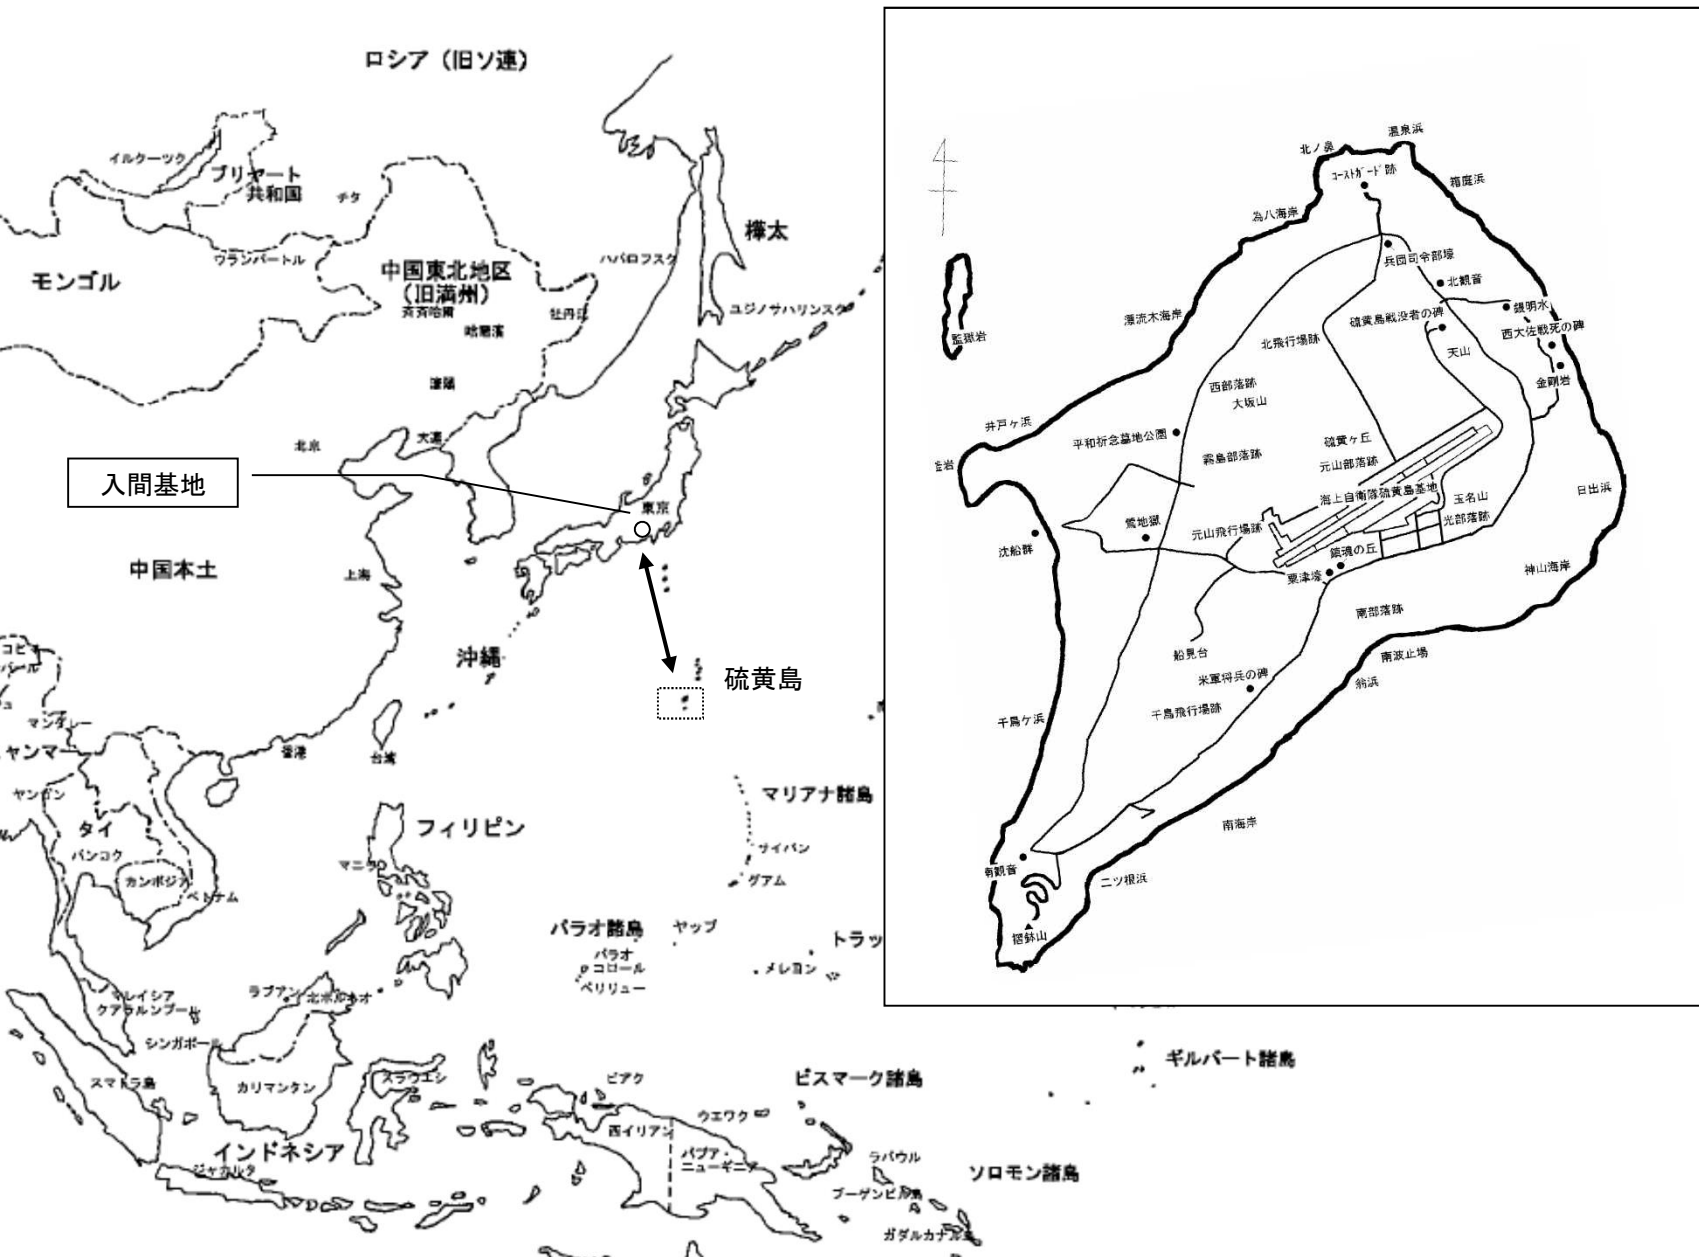 ロシア（旧ソ連）
イルクーツク
ブリヤート
共和国
チタ
樺太
ウランバートル
モンゴル
中国東北地区
（旧満州）
斉斉哈爾
哈爾濱
牡丹江
ハバロフスク
ユジノサハリンスク
瀋陽
北京
大連
入間基地
東京
中国本土
上海
沖縄
硫黄島
マンダレー
ヤンゴン
香港
台湾
タイ
バンコク
カンボジア
ベトナム
フィリピン
マニラ
マリアナ諸島
サイパン
グアム
パラオ諸島
ヤップ
トラッ
パラオ
コロール
ペリリュー
メレヨン
マレイシア
クアラルンプール
ラブアン
北ボルネオ
シンガポール
スマトラ島
カリマンタン
スラウエシ
ビアク
ビスマーク諸島
ギルバート諸島
インドネシア
ジャカルタ
西イリアン
ウエワク
パプア・
ニューギニア
ラバウル
ソロモン諸島
ブーゲンビル島
ガダルカナル島
温泉浜
北ノ鼻
コーストガード跡
箱庭浜
為八海岸
兵団司令部壕
北観音
銀明水
漂流木海岸
硫黄島戦没者の碑
西大佐戦死の碑
監獄岩
北飛行場跡
天山
金剛岩
西部落跡
大坂山
井戸ヶ浜
平和祈念墓地公園
硫黄ヶ丘
霧島部落跡
元山部落跡
海上自衛隊硫黄島基地
玉名山
日出浜
光部落跡
沈船群
鶯地獄
元山飛行場跡
鎮魂の丘
粟津壕
神山海岸
南部落跡
船見台
南波止場
米軍将兵の碑
翁浜
千鳥ヶ浜
千鳥飛行場跡
南海岸
南観音
二ツ根浜
摺鉢山